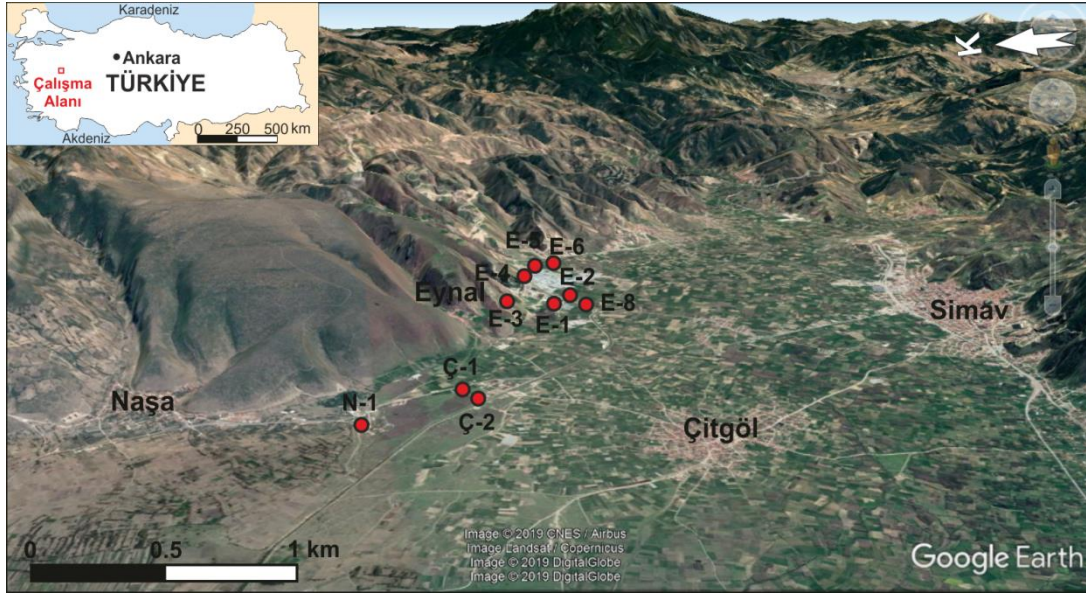 Karadeniz
Ankara
TÜRKİYE
Çalışma
Alanı
Akdeniz
0 250 500 km
K
E-5
E-6
E-4
E-2
Eynal
E-3
E-1
E-8
Simav
Ç-1
Naşa
N-1
Ç-2
Çitgöl
0 0.5 1 km
Image © 2019 CNES / Airbus
Image Landsat / Copernicus
Image © 2019 DigitalGlobe
Image © 2019 DigitalGlobe
Google Earth